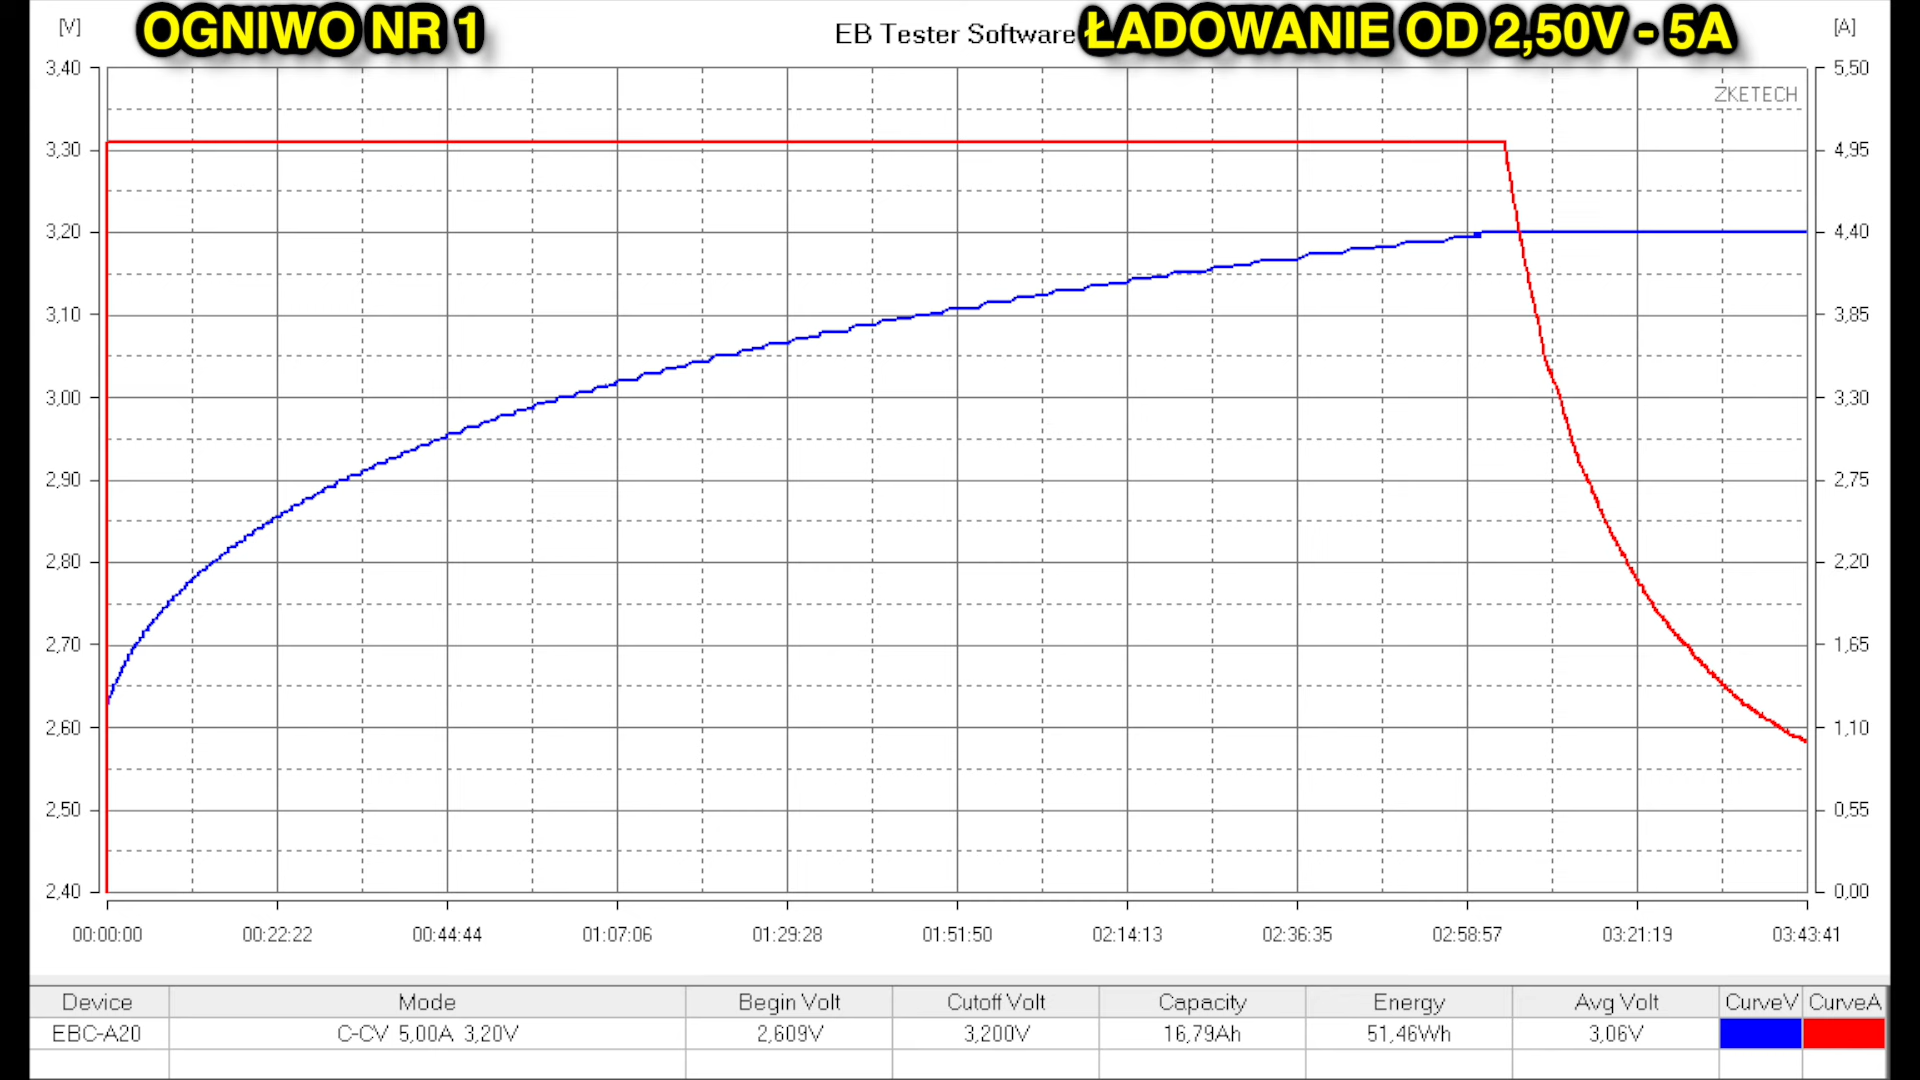 [V]
OGNIWO NR 1
EB Tester Software
ŁADOWANIE OD 2,50V - 5A
[A]
ZKETECH
3,40
3,30
3,20
3,10
3,00
2,90
2,80
2,70
2,60
2,50
2,40
5,50
4,95
4,40
3,85
3,30
2,75
2,20
1,65
1,10
0,55
0,00
00:00:00 00:22:22 00:44:44 01:07:06 01:29:28 01:51:50 02:14:13 02:36:35 02:58:57 03:21:19 03:43:41
Device Mode Begin Volt Cutoff Volt Capacity Energy Avg Volt CurveV CurveA
EBC-A20 C-CV 5,00A 3,20V 2,609V 3,200V 16,79Ah 51,46Wh 3,06V